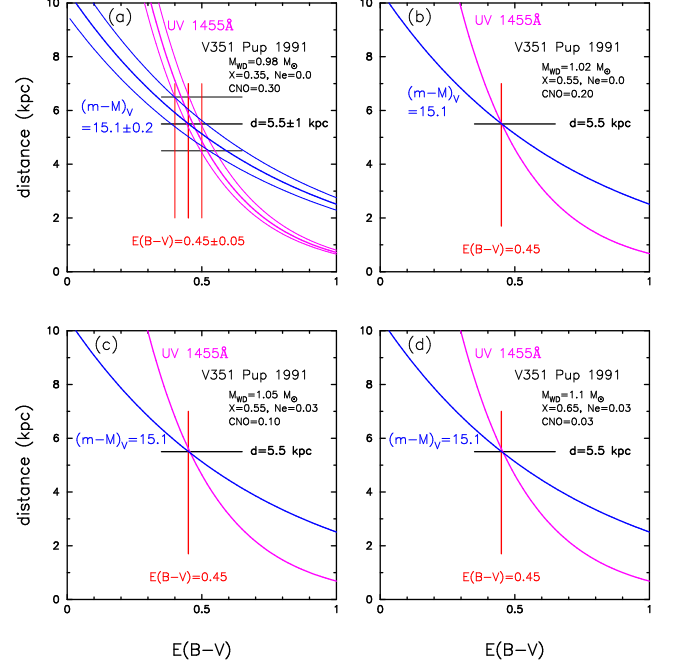 (a)
UV 1455Å
V351 Pup 1991
M_WD=0.98 M_⊙
X=0.35, Ne=0.0
CNO=0.30
(m−M)_V
=15.1±0.2
d=5.5±1 kpc
E(B−V)=0.45±0.05
distance (kpc)
0 2 4 6 8 10
0 0.5 1
(b)
UV 1455Å
V351 Pup 1991
M_WD=1.02 M_⊙
X=0.55, Ne=0.0
CNO=0.20
(m−M)_V
=15.1
d=5.5 kpc
E(B−V)=0.45
0 2 4 6 8 10
0 0.5 1
(c)
UV 1455Å
V351 Pup 1991
M_WD=1.05 M_⊙
X=0.55, Ne=0.03
CNO=0.10
(m−M)_V=15.1
d=5.5 kpc
E(B−V)=0.45
distance (kpc)
0 2 4 6 8 10
0 0.5 1
E(B−V)
(d)
UV 1455Å
V351 Pup 1991
M_WD=1.1 M_⊙
X=0.65, Ne=0.03
CNO=0.03
(m−M)_V=15.1
d=5.5 kpc
E(B−V)=0.45
0 2 4 6 8 10
0 0.5 1
E(B−V)